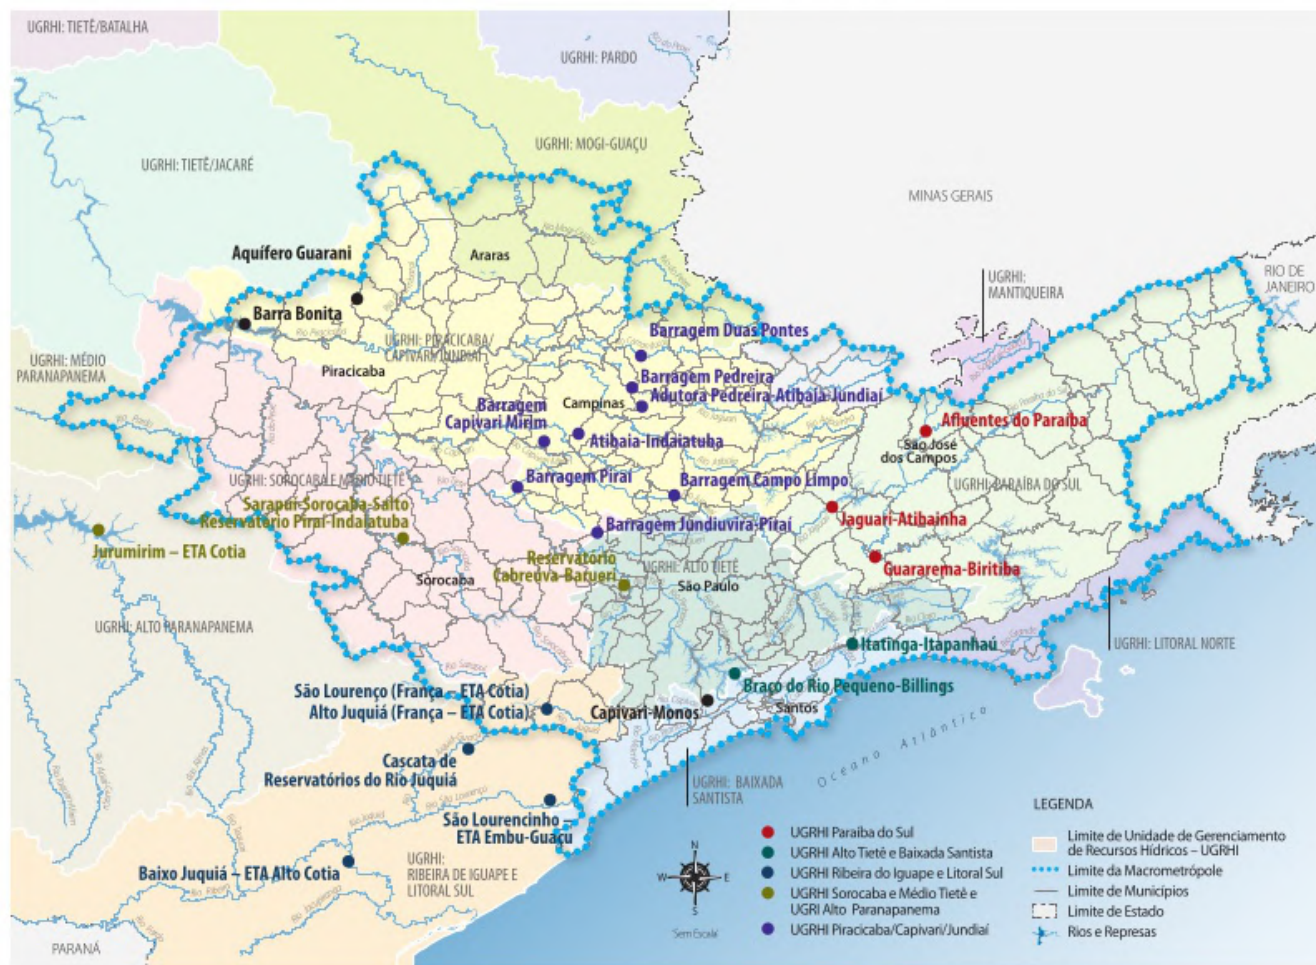 UGRHI: TIETÊ/BATALHA
UGRHI: PARDO
UGRHI: MOGI-GUAÇU
UGRHI: TIETÊ/JACARÉ
MINAS GERAIS
Aquífero Guarani
Araras
UGRHI:
MANTIQUEIRA
RIO DE
JANEIRO
Barra Bonita
UGRHI: PIRACICABA/
CAPIVARI/JUNDIAÍ
Barragem Duas Pontes
UGRHI: MÉDIO
PARANAPANEMA
Piracicaba
Barragem Pedreira
Campinas
Adutora Pedreira-Atibaia-Jundiaí
Barragem
Capivari Mirim
Afluentes do Paraíba
Atibaia-Indaiatuba
São José
dos Campos
UGRHI: SOROCABA E MÉDIO TIETÊ
Barragem Piraí
Barragem Campo Limpo
UGRHI: PARAÍBA DO SUL
Sarapuí-Sorocaba-Salto
Reservatório Piraí-Indaiatuba
Jaguari-Atibainha
Jurumirim – ETA Cotia
Barragem Jundiuvira-Piraí
Reservatório
Cabreúva-Barueri
UGRHI: ALTO TIETÊ
Guararema-Biritiba
Sorocaba
São Paulo
UGRHI: ALTO PARANAPANEMA
Itatinga-Itapanhaú
UGRHI: LITORAL NORTE
São Lourenço (França – ETA Cotia)
Alto Juquiá (França – ETA Cotia)
Braço do Rio Pequeno-Billings
Capivari-Monos
Santos
Oceano Atlântico
Cascata de
Reservatórios do Rio Juquiá
UGRHI: BAIXADA
SANTISTA
São Lourencinho –
ETA Embu-Guaçu
Baixo Juquiá – ETA Alto Cotia
UGRHI:
RIBEIRA DE IGUAPE E
LITORAL SUL
PARANÁ
N
W E
S
Sem Escala
UGRHI Paraíba do Sul
UGRHI Alto Tietê e Baixada Santista
UGRHI Ribeira do Iguape e Litoral Sul
UGRHI Sorocaba e Médio Tietê e
UGRI Alto Paranapanema
UGRHI Piracicaba/Capivari/Jundiaí
LEGENDA
Limite de Unidade de Gerenciamento
de Recursos Hídricos – UGRHI
Limite da Macrometrópole
Limite de Municípios
Limite de Estado
Rios e Represas